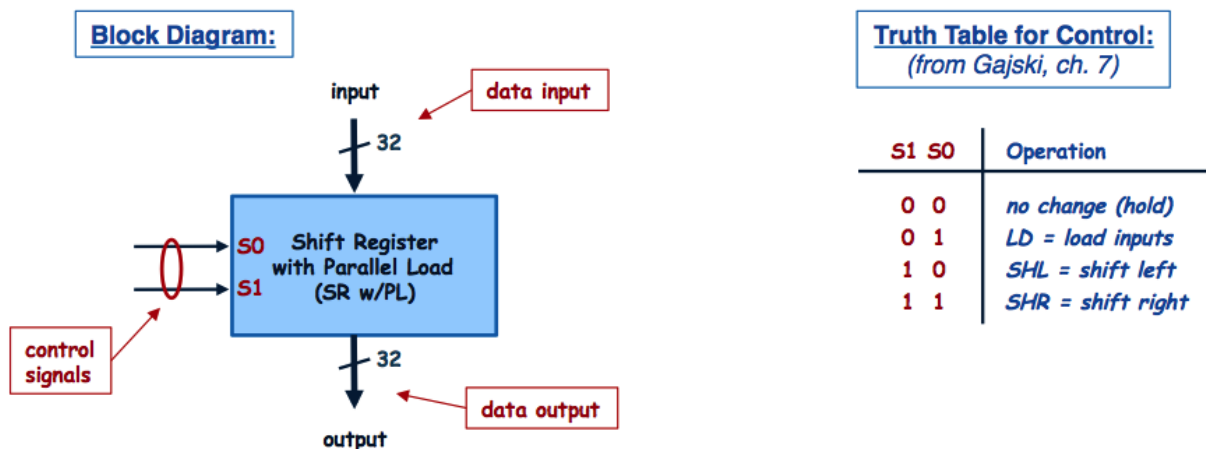 Block Diagram:
Truth Table for Control:
(from Gajski, ch. 7)
input
data input
32
S0
S1
Shift Register
with Parallel Load
(SR w/PL)
control
signals
32
data output
output
S1 S0 Operation
0 0 no change (hold)
0 1 LD = load inputs
1 0 SHL = shift left
1 1 SHR = shift right